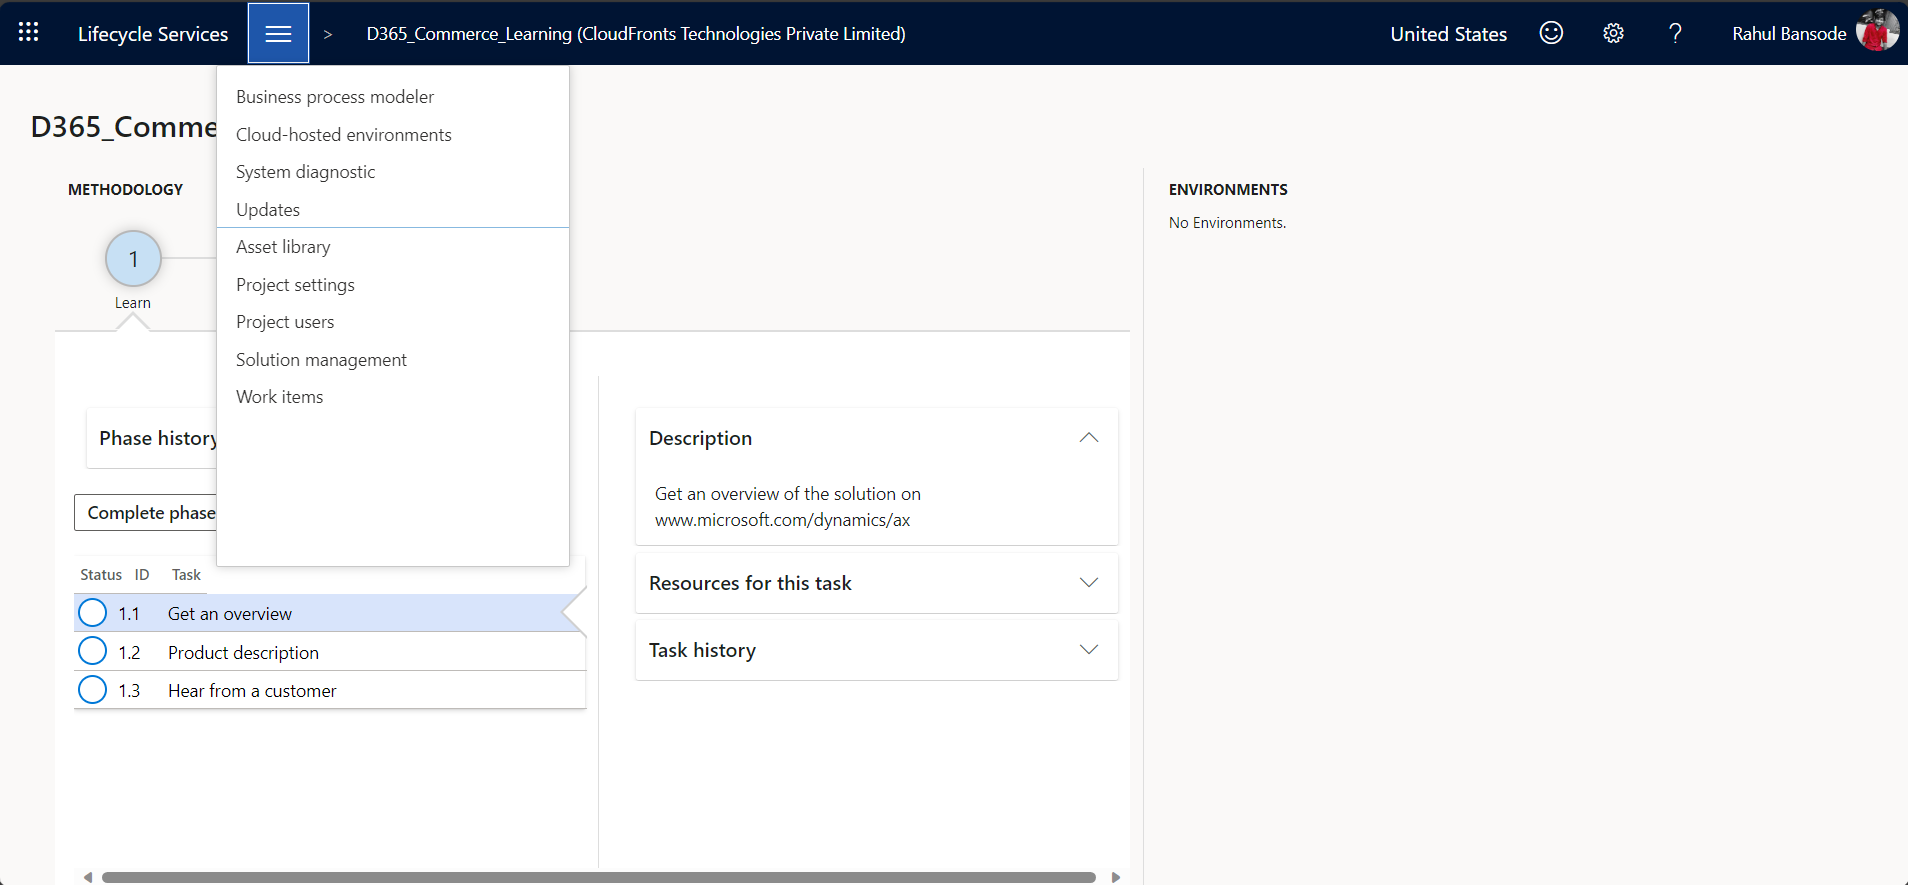 Lifecycle Services > D365_Commerce_Learning (CloudFronts Technologies Private Limited) United States ? Rahul Bansode
Business process modeler
Cloud-hosted environments
System diagnostic
Updates
Asset library
Project settings
Project users
Solution management
Work items
D365_Comme
METHODOLOGY
1
Learn
Phase history
Complete phase
Status ID Task
1.1 Get an overview
1.2 Product description
1.3 Hear from a customer
Description
Get an overview of the solution on
www.microsoft.com/dynamics/ax
Resources for this task
Task history
ENVIRONMENTS
No Environments.